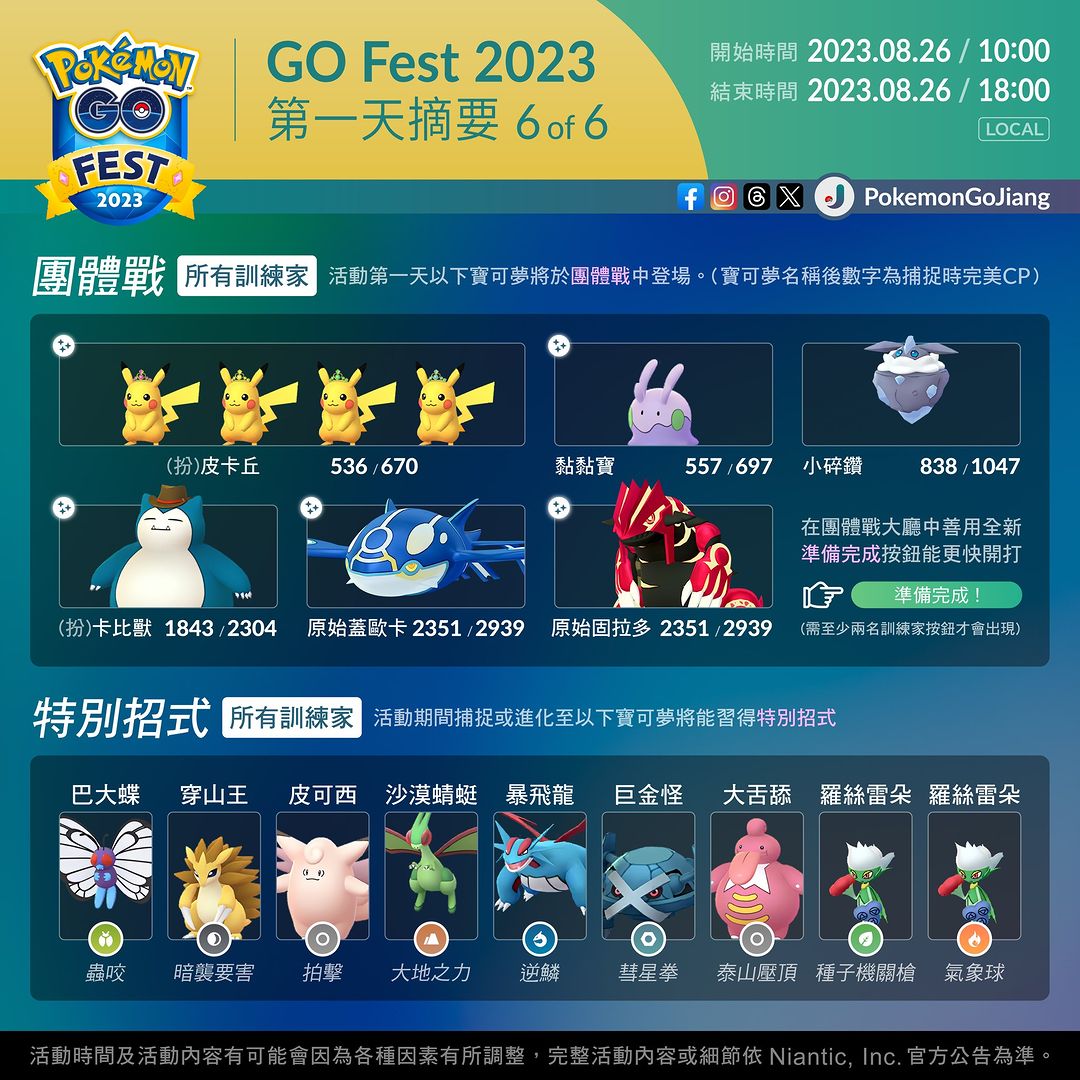 Pokémon
GO
FEST
2023
GO Fest 2023
第一天摘要 6 of 6
開始時間 2023.08.26 / 10:00
結束時間 2023.08.26 / 18:00
LOCAL
PokemonGoJiang
團體戰 所有訓練家 活動第一天以下寶可夢將於團體戰中登場。(寶可夢名稱後數字為捕捉時完美CP)
(扮)皮卡丘 536 / 670
黏黏寶 557 / 697
小碎鑽 838 / 1047
(扮)卡比獸 1843 / 2304
原始蓋歐卡 2351 / 2939
原始固拉多 2351 / 2939
在團體戰大廳中善用全新
準備完成按鈕能更快開打
準備完成！
(需至少兩名訓練家按鈕才會出現)
特別招式 所有訓練家 活動期間捕捉或進化至以下寶可夢將能習得特別招式
巴大蝶 穿山王 皮可西 沙漠蜻蜓 暴飛龍 巨金怪 大舌舔 羅絲雷朵 羅絲雷朵
蟲咬 暗襲要害 拍擊 大地之力 逆鱗 彗星拳 泰山壓頂 種子機關槍 氣象球
活動時間及活動內容有可能會因為各種因素有所調整，完整活動內容或細節依 Niantic, Inc. 官方公告為準。